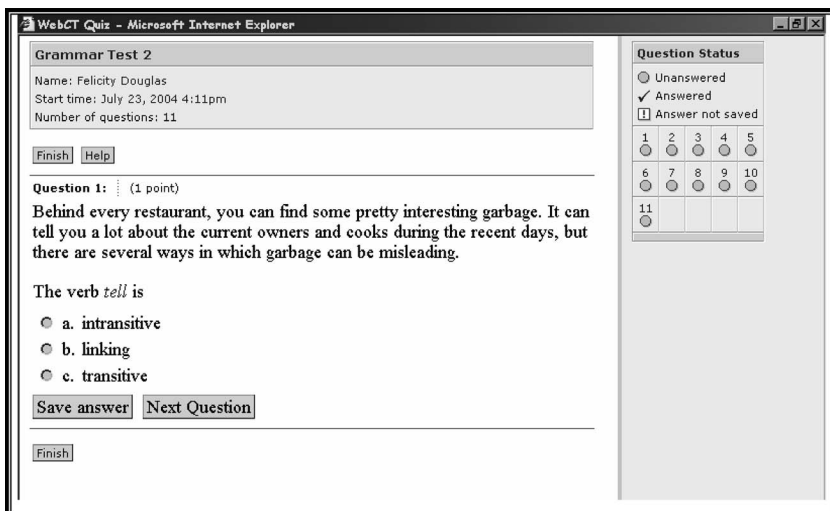 WebCT Quiz - Microsoft Internet Explorer
Grammar Test 2
Name: Felicity Douglas
Start time: July 23, 2004 4:11pm
Number of questions: 11
Finish Help
Question 1: (1 point)
Behind every restaurant, you can find some pretty interesting garbage. It can
tell you a lot about the current owners and cooks during the recent days, but
there are several ways in which garbage can be misleading.
The verb tell is
a. intransitive
b. linking
c. transitive
Save answer Next Question
Finish
Question Status
Unanswered
Answered
Answer not saved
1 2 3 4 5
6 7 8 9 10
11